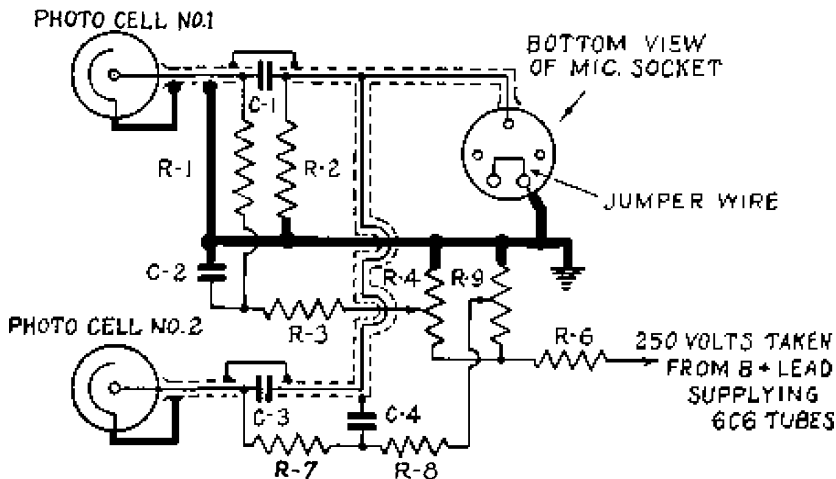 PHOTO CELL NO.1
BOTTOM VIEW
OF MIC. SOCKET
C-1
R-1
R-2
JUMPER WIRE
C-2
R-4
R-9
R-3
PHOTO CELL NO.2
R-6
250 VOLTS TAKEN
FROM B+ LEAD
SUPPLYING
6C6 TUBES
C-3
C-4
R-7
R-8